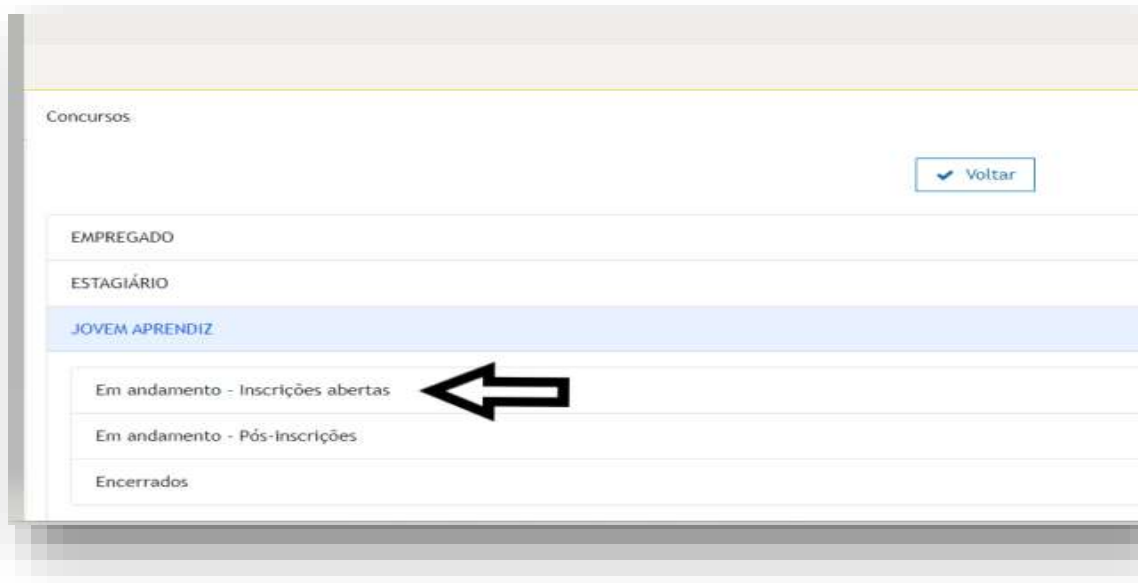 Concursos
Voltar
EMPREGADO
ESTAGIÁRIO
JOVEM APRENDIZ
Em andamento - Inscrições abertas
Em andamento - Pós-Inscrições
Encerrados